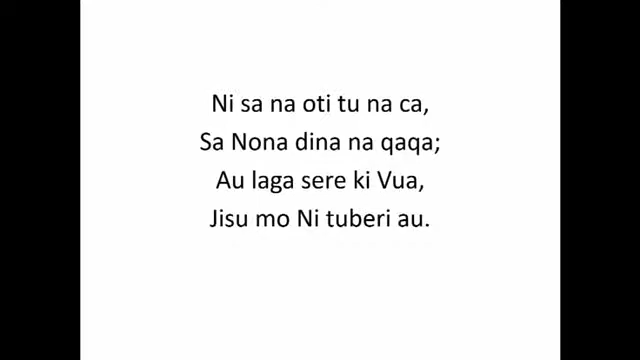 Ni sa na oti tu na ca,
Sa Nona dina na qaqa;
Au laga sere ki Vua,
Jisu mo Ni tuberi au.